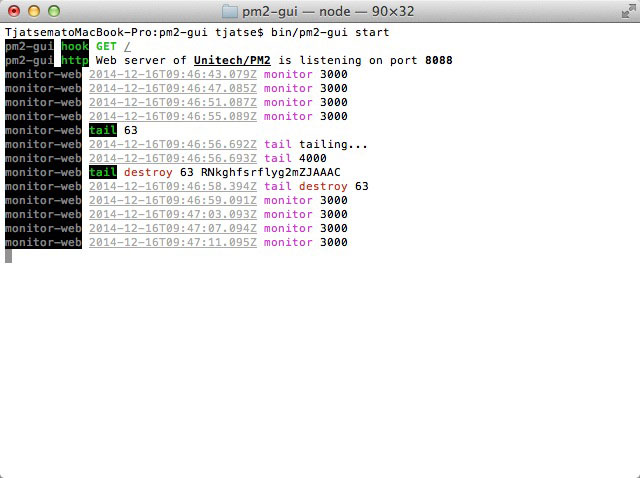 pm2-gui — node — 90×32
TjatsematoMacBook-Pro:pm2-gui tjatse$ bin/pm2-gui start
pm2-gui hook GET /
pm2-gui http Web server of Unitech/PM2 is listening on port 8088
monitor-web 2014-12-16T09:46:43.079Z monitor 3000
monitor-web 2014-12-16T09:46:47.085Z monitor 3000
monitor-web 2014-12-16T09:46:51.087Z monitor 3000
monitor-web 2014-12-16T09:46:55.089Z monitor 3000
monitor-web tail 63
monitor-web 2014-12-16T09:46:56.692Z tail tailing...
monitor-web 2014-12-16T09:46:56.693Z tail 4000
monitor-web tail destroy 63 RNkghfsrflyg2mZJAAAC
monitor-web 2014-12-16T09:46:58.394Z tail destroy 63
monitor-web 2014-12-16T09:46:59.091Z monitor 3000
monitor-web 2014-12-16T09:47:03.093Z monitor 3000
monitor-web 2014-12-16T09:47:07.094Z monitor 3000
monitor-web 2014-12-16T09:47:11.095Z monitor 3000